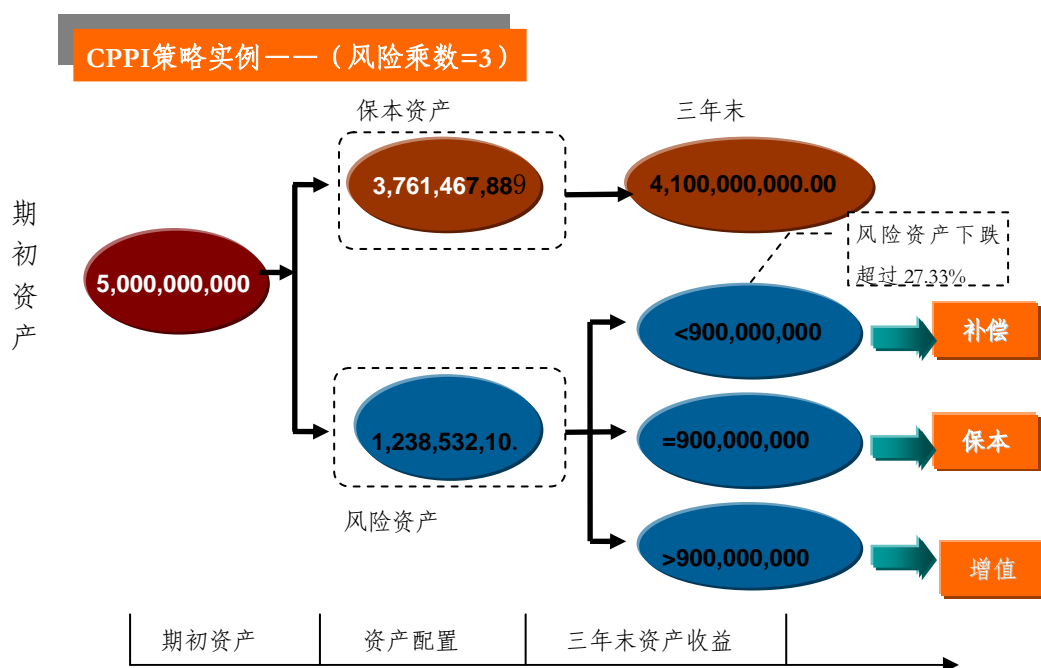 CPPI策略实例——（风险乘数=3）
保本资产
三年末
期初资产
3,761,467,889
4,100,000,000.00
风险资产下跌
超过 27.33%
5,000,000,000
<900,000,000
补偿
1,238,532,10.
=900,000,000
保本
风险资产
>900,000,000
增值
期初资产
资产配置
三年末资产收益